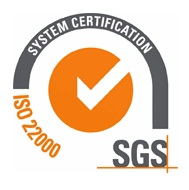 SYSTEM CERTIFICATION
ISO 22000
SGS